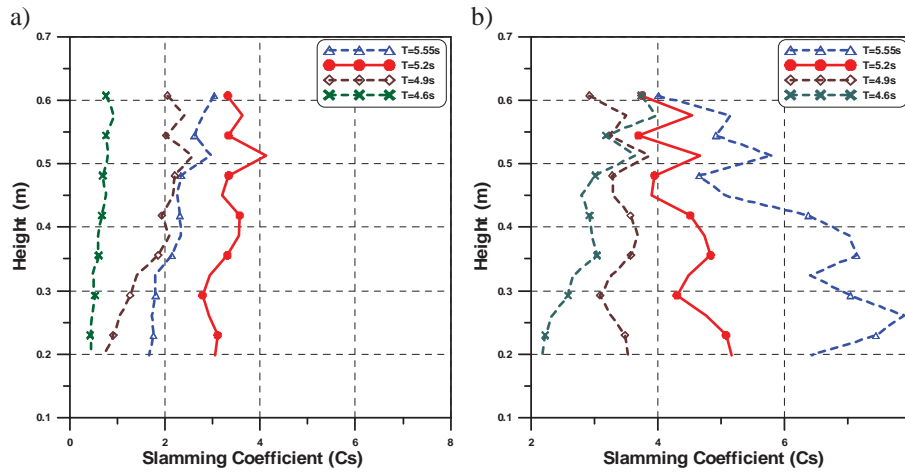 a)
0.7
0.6
0.5
0.4
0.3
0.2
0.1
Height (m)
T=5.55s
T=5.2s
T=4.9s
T=4.6s
0 2 4 6 8
Slamming Coefficient (Cs)
b)
0.7
0.6
0.5
0.4
0.3
0.2
0.1
Height (m)
T=5.55s
T=5.2s
T=4.9s
T=4.6s
2 4 6
Slamming Coefficient (Cs)